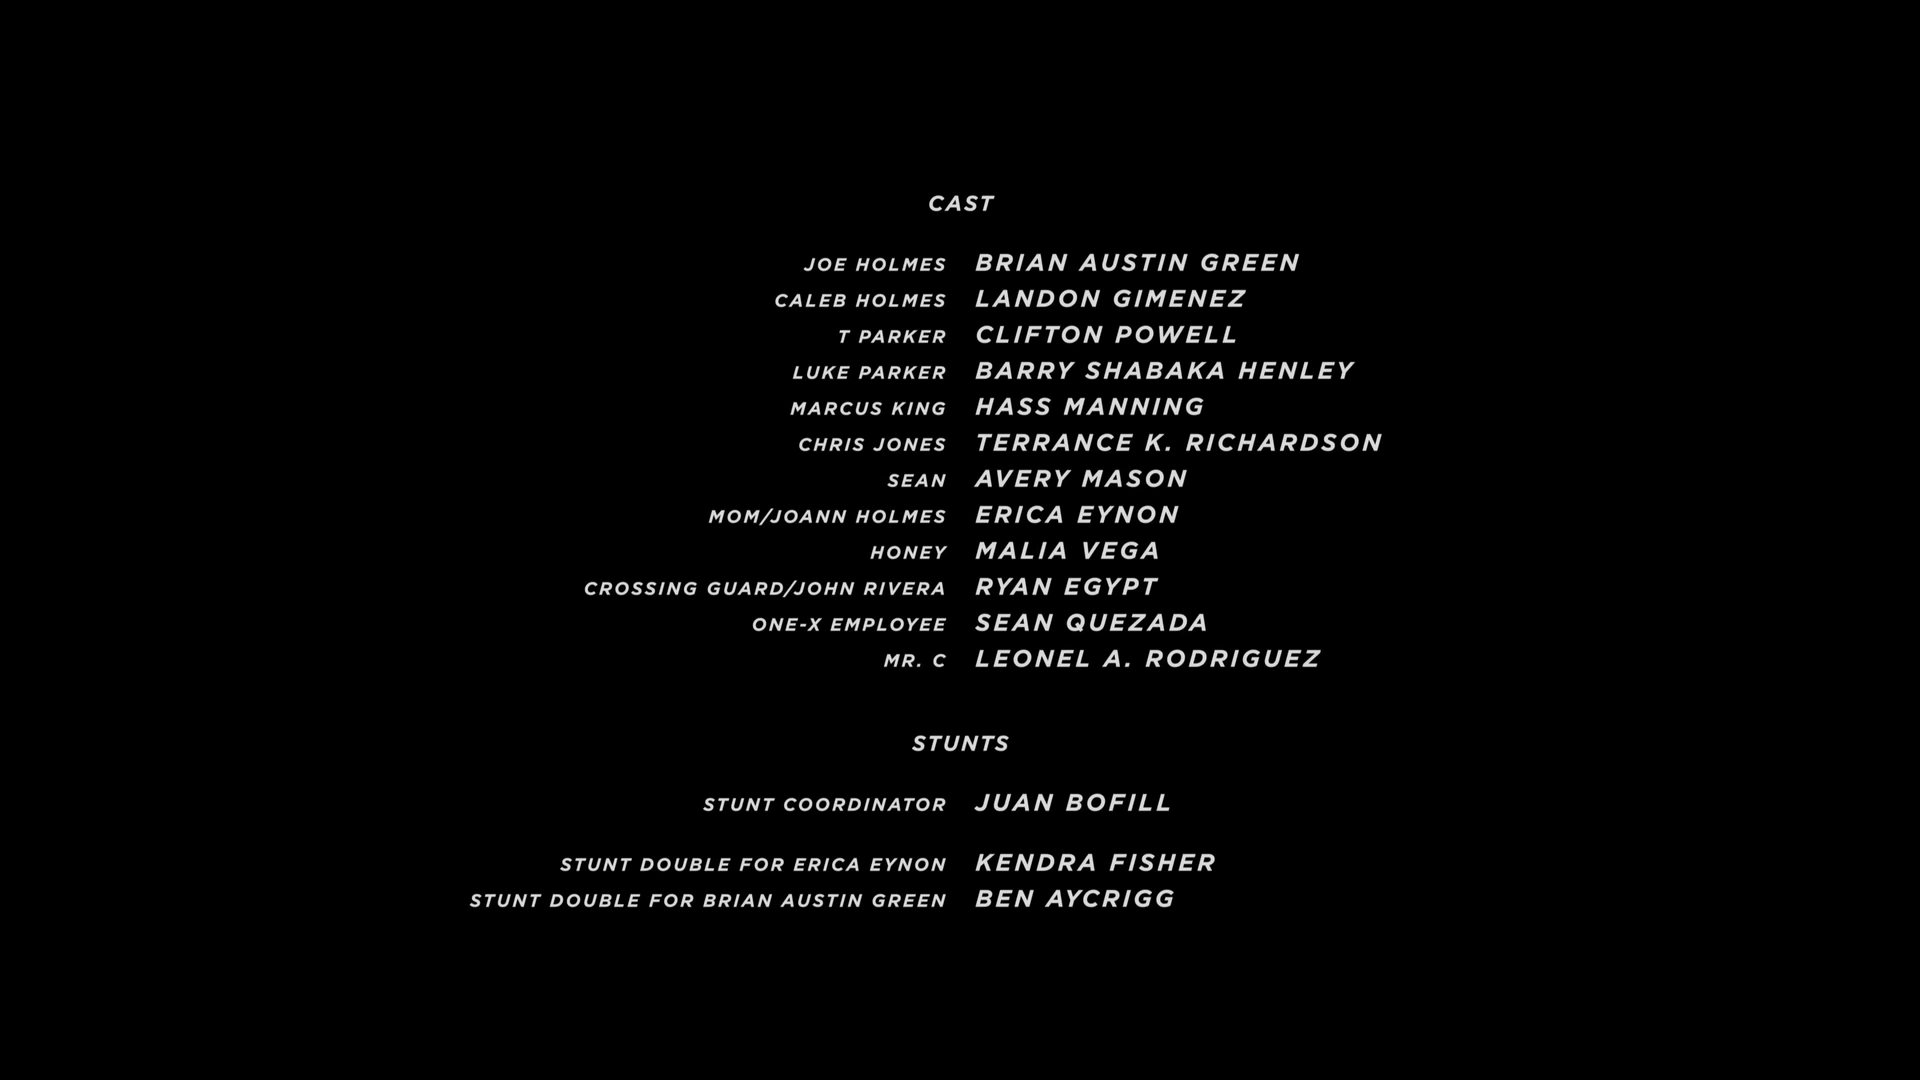 CAST
JOE HOLMES BRIAN AUSTIN GREEN
CALEB HOLMES LANDON GIMENEZ
T PARKER CLIFTON POWELL
LUKE PARKER BARRY SHABAKA HENLEY
MARCUS KING HASS MANNING
CHRIS JONES TERRANCE K. RICHARDSON
SEAN AVERY MASON
MOM/JOANN HOLMES ERICA EYNON
HONEY MALIA VEGA
CROSSING GUARD/JOHN RIVERA RYAN EGYPT
ONE-X EMPLOYEE SEAN QUEZADA
MR. C LEONEL A. RODRIGUEZ
STUNTS
STUNT COORDINATOR JUAN BOFILL
STUNT DOUBLE FOR ERICA EYNON KENDRA FISHER
STUNT DOUBLE FOR BRIAN AUSTIN GREEN BEN AYCRIGG